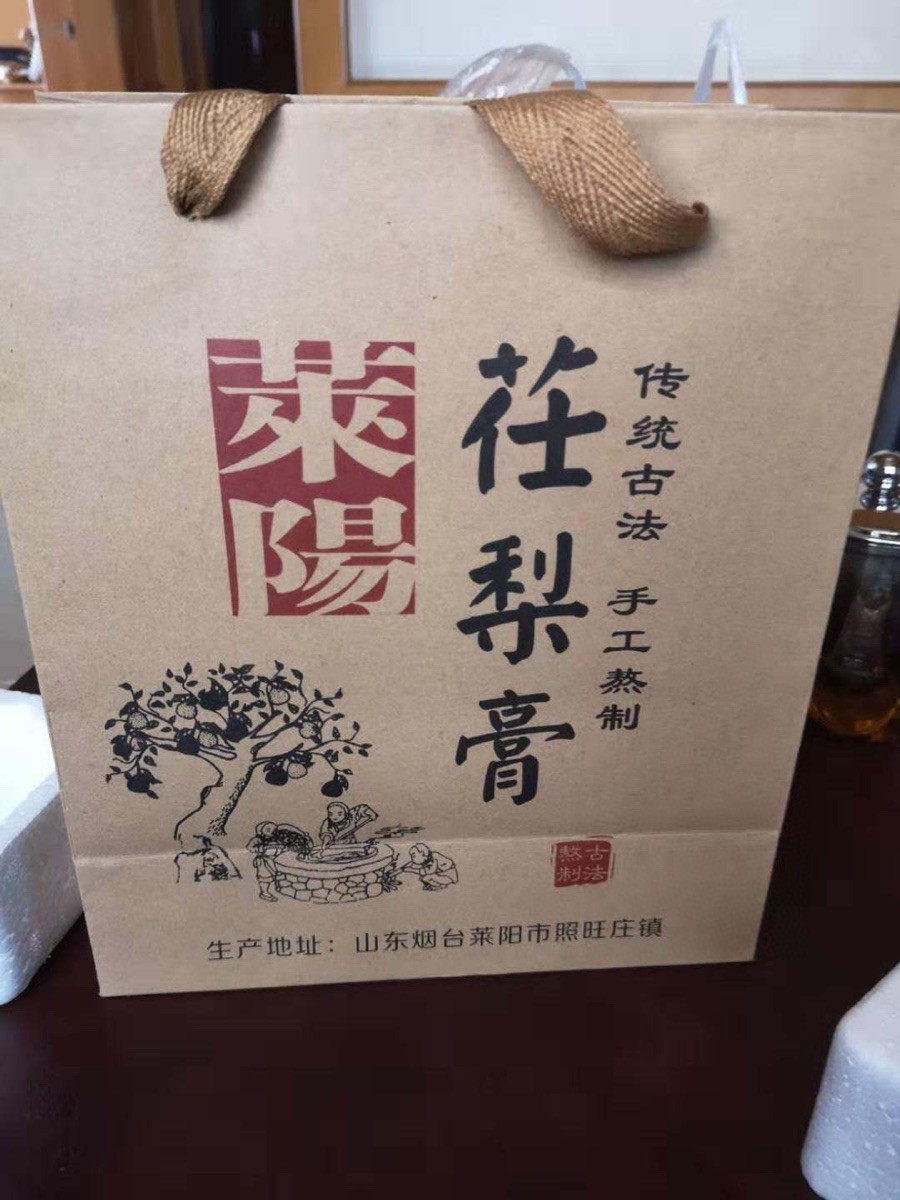 萊陽
茌梨膏
传统古法 手工熬制
古法熬制
生产地址：山东烟台莱阳市照旺庄镇